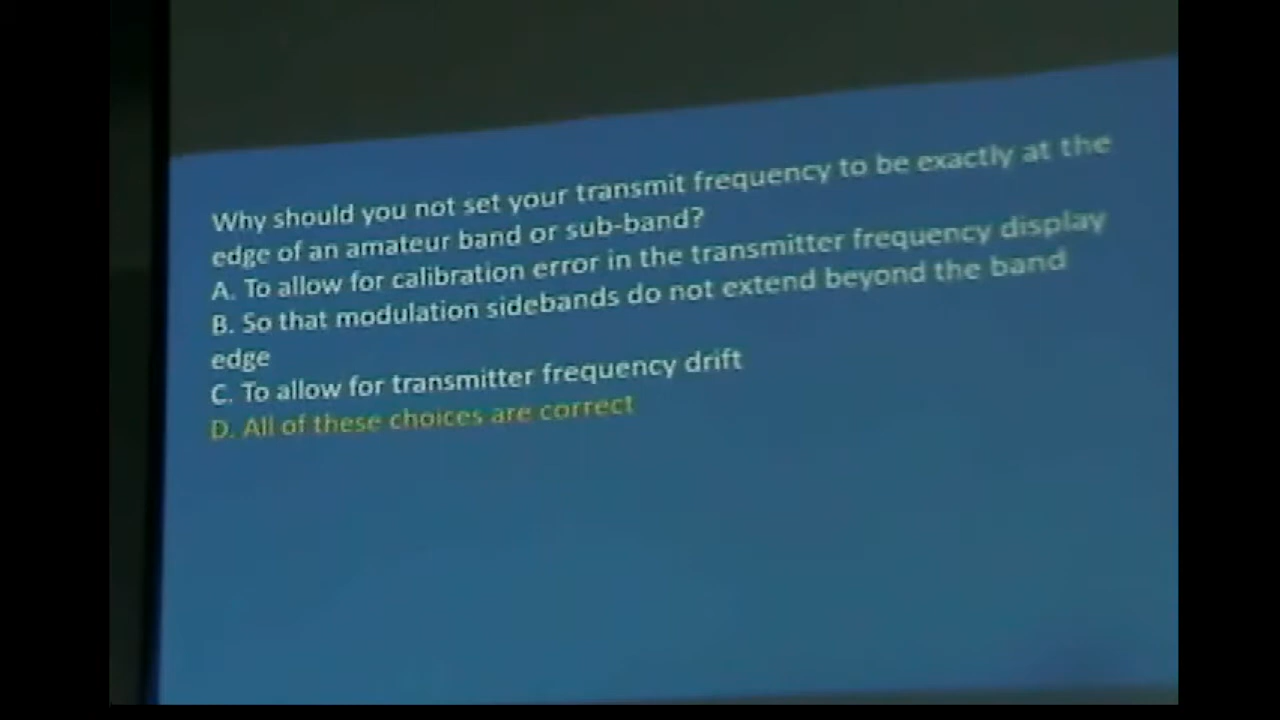 Why should you not set your transmit frequency to be exactly at the
edge of an amateur band or sub-band?
A. To allow for calibration error in the transmitter frequency display
B. So that modulation sidebands do not extend beyond the band
edge
C. To allow for transmitter frequency drift
D. All of these choices are correct